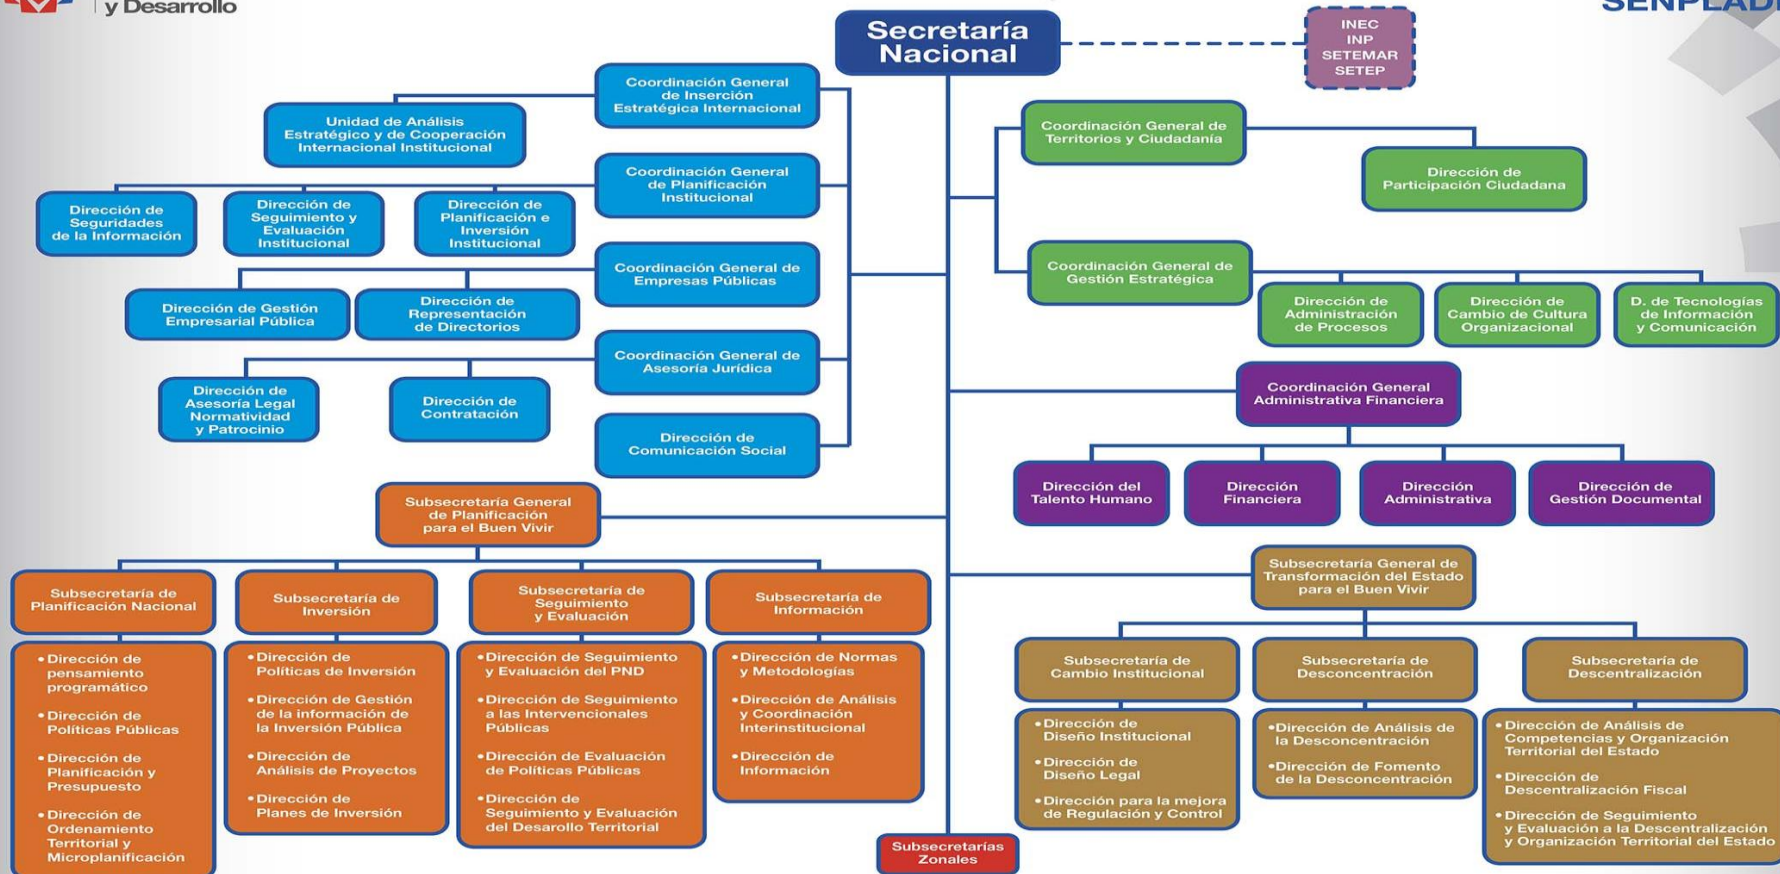 y Desarrollo
Secretaría
Nacional
INEC
INP
SETEMAR
SETEP
Coordinación General
de Inserción
Estratégica Internacional
Unidad de Análisis
Estratégico y de Cooperación
Internacional Institucional
Coordinación General
de Planificación
Institucional
Dirección de
Seguridades
de la Información
Dirección de
Seguimiento y
Evaluación
Institucional
Dirección de
Planificación e
Inversión
Institucional
Coordinación General de
Empresas Públicas
Dirección de Gestión
Empresarial Pública
Dirección de
Representación
de Directorios
Coordinación General de
Asesoría Jurídica
Dirección de
Asesoría Legal
Normatividad
y Patrocinio
Dirección de
Contratación
Dirección de
Comunicación Social
Coordinación General de
Territorios y Ciudadanía
Dirección de
Participación Ciudadana
Coordinación General de
Gestión Estratégica
Dirección de
Administración
de Procesos
Dirección de
Cambio de Cultura
Organizacional
D. de Tecnologías
de Información
y Comunicación
Coordinación General
Administrativa Financiera
Dirección del
Talento Humano
Dirección
Financiera
Dirección
Administrativa
Dirección de
Gestión Documental
Subsecretaría General
de Planificación
para el Buen Vivir
Subsecretaría de
Planificación Nacional
•Dirección de
pensamiento
programático
•Dirección de
Políticas Públicas
•Dirección de
Planificación y
Presupuesto
•Dirección de
Ordenamiento
Territorial y
Microplanificación
Subsecretaría de
Inversión
•Dirección de
Políticas de Inversión
•Dirección de Gestión
de la información de
la Inversión Pública
•Dirección de
Análisis de Proyectos
•Dirección de
Planes de Inversión
Subsecretaría de
Seguimiento
y Evaluación
•Dirección de Seguimiento
y Evaluación del PND
•Dirección de Seguimiento
a las Intervencionales
Públicas
•Dirección de Evaluación
de Políticas Públicas
•Dirección de
Seguimiento y Evaluación
del Desarollo Territorial
Subsecretaría de
Información
•Dirección de Normas
y Metodologías
•Dirección de Análisis
y Coordinación
Interinstitucional
•Dirección de
Información
Subsecretaría General de
Transformación del Estado
para el Buen Vivir
Subsecretaría de
Cambio Institucional
•Dirección de
Diseño Institucional
•Dirección de
Diseño Legal
•Dirección para la mejora
de Regulación y Control
Subsecretaría de
Desconcentración
•Dirección de Análisis de
la Desconcentración
•Dirección de Fomento
de la Desconcentración
Subsecretaría de
Descentralización
•Dirección de Análisis de
Competencias y Organización
Territorial del Estado
•Dirección de
Descentralización Fiscal
•Dirección de Seguimiento
y Evaluación a la Descentralización
y Organización Territorial del Estado
Subsecretarías
Zonales